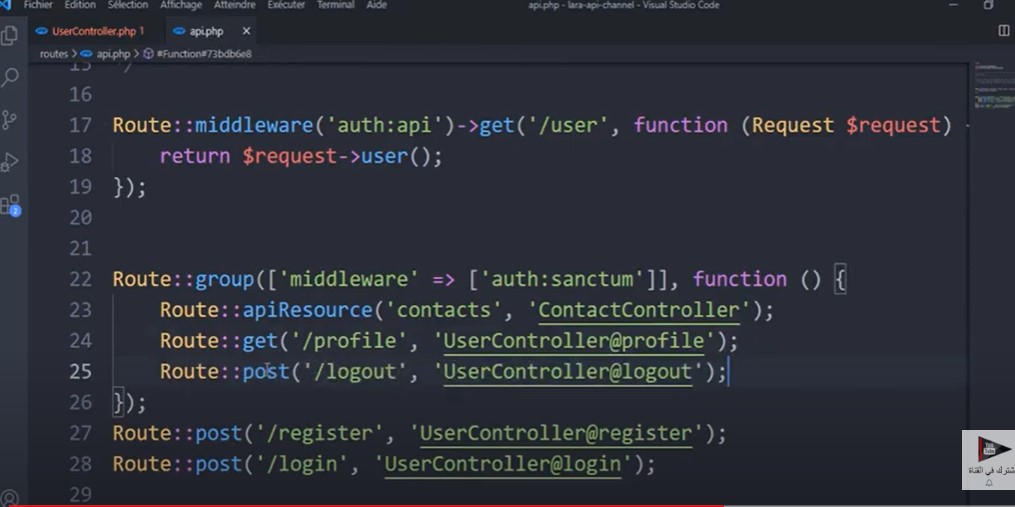 Fichier Edition Sélection Affichage Atteindre Exécuter Terminal Aide
api.php - lara-api-channel - Visual Studio Code
UserController.php 1
api.php
routes > api.php > #Function#73bdb6e8
15 */
16
17 Route::middleware('auth:api')->get('/user', function (Request $request)
18 return $request->user();
19 });
20
21
22 Route::group(['middleware' => ['auth:sanctum']], function () {
23 Route::apiResource('contacts', 'ContactController');
24 Route::get('/profile', 'UserController@profile');
25 Route::post('/logout', 'UserController@logout');
26 });
27 Route::post('/register', 'UserController@register');
28 Route::post('/login', 'UserController@login');
29
2
You Tube
شترك في القناة